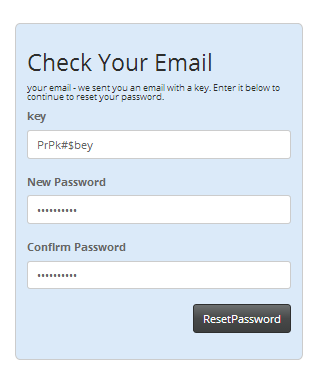 Check Your Email
your email - we sent you an email with a key. Enter it below to
continue to reset your password.
key
PrPk#$bey
New Password
••••••••••
Confirm Password
••••••••••
ResetPassword